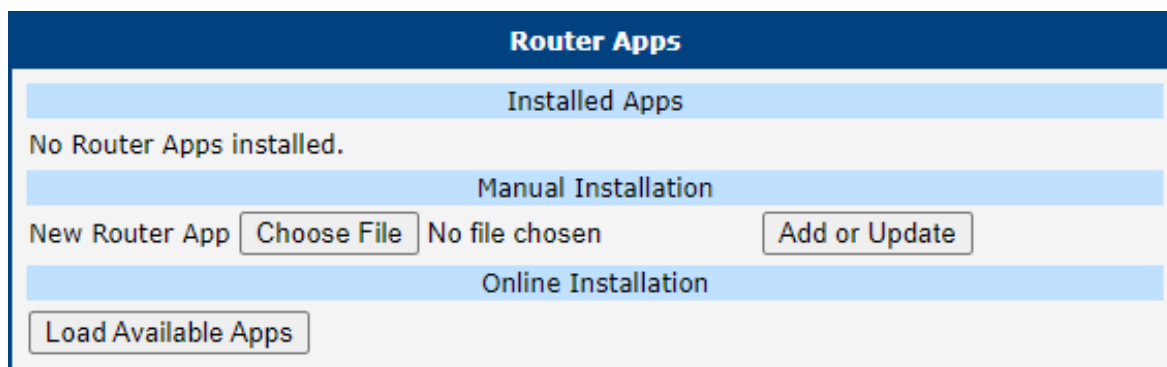 Router Apps
Installed Apps
No Router Apps installed.
Manual Installation
New Router App Choose File No file chosen Add or Update
Online Installation
Load Available Apps